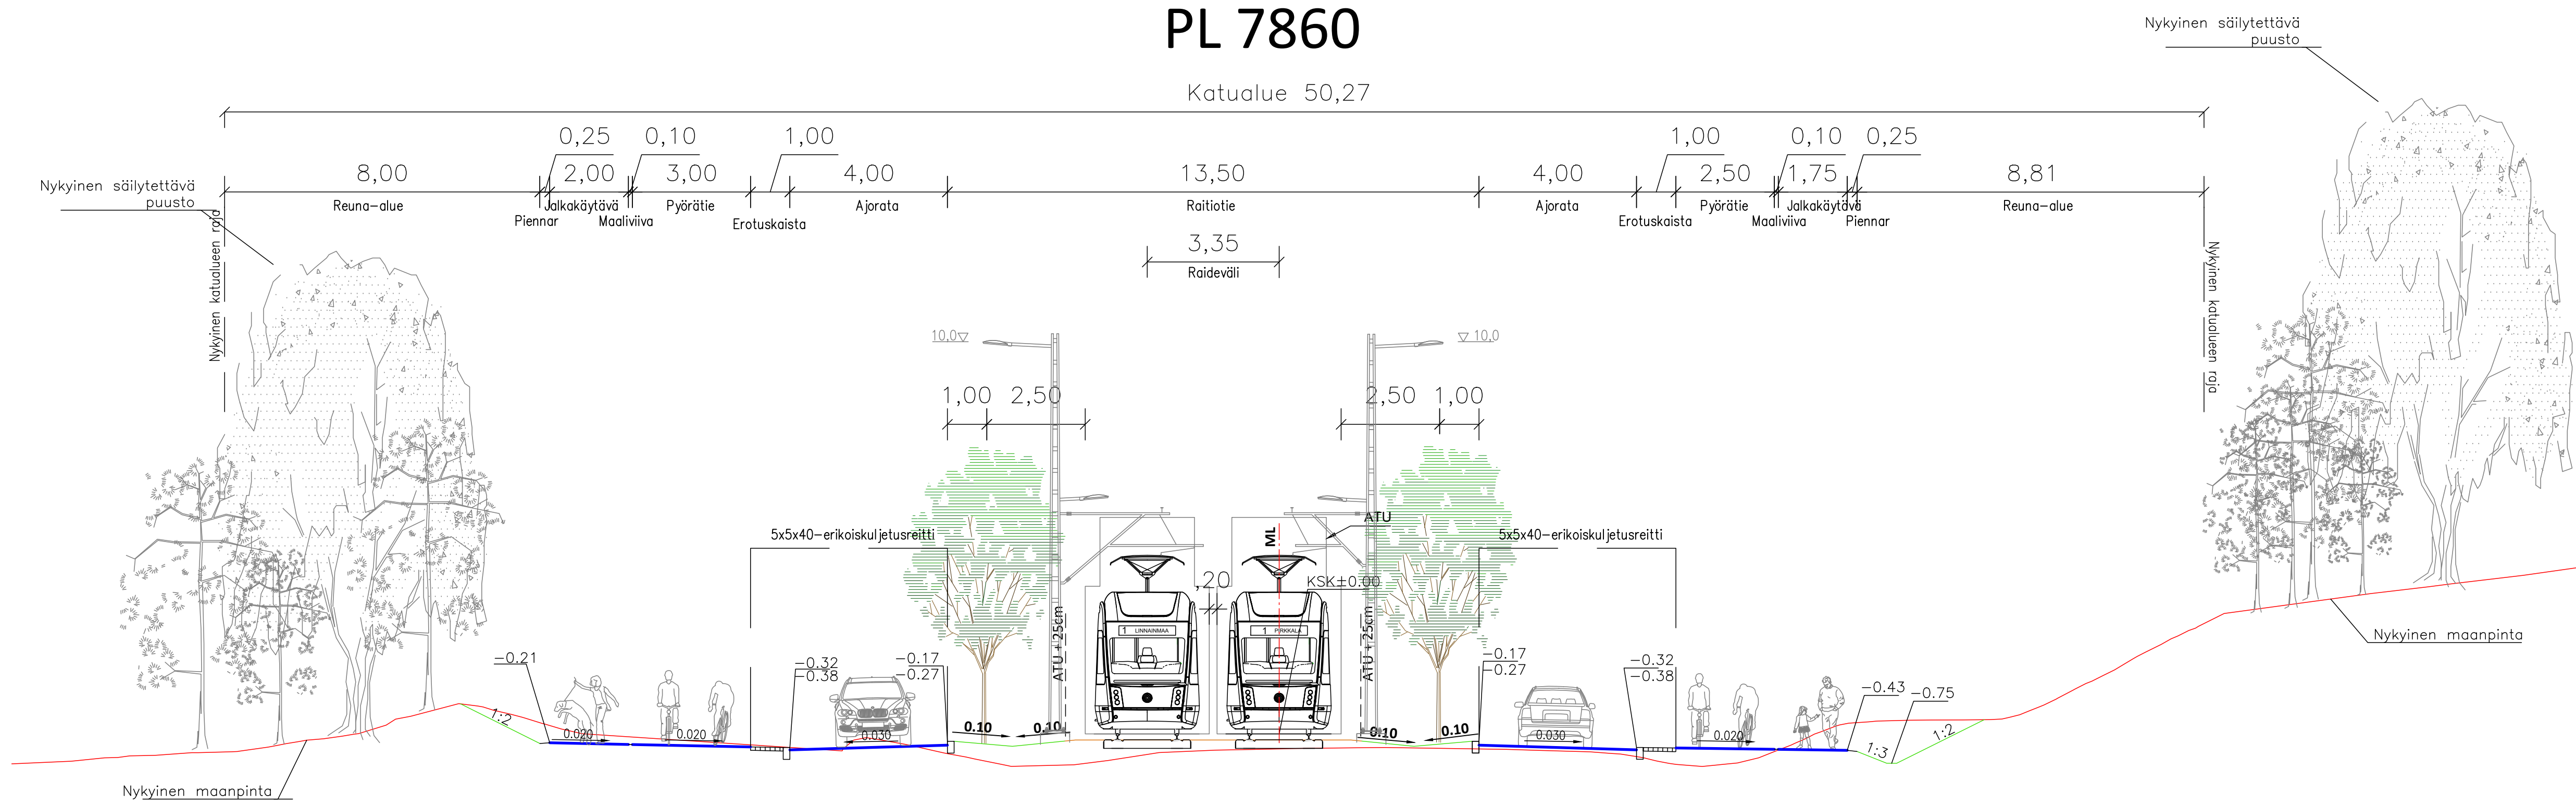 PL 7860
Nykyinen säilytettävä
puusto
Katualue 50,27
0,25
0,10
1,00
1,00
0,10
0,25
8,00
2,00
3,00
4,00
13,50
4,00
2,50
1,75
8,81
Nykyinen säilytettävä
puusto
Reuna-alue
Jalkakäytävä
Pyörätie
Ajorata
Raitiotie
Ajorata
Pyörätie
Jalkakäytävä
Reuna-alue
Piennar
Maaliviiva
Erotuskaista
Erotuskaista
Maaliviiva
Piennar
Nykyinen katualueen raja
3,35
Raideväli
Nykyinen katualueen raja
10.0
10.0
1,00
2,50
2,50
1,00
ATU
5x5x40-erikoiskuljetusreitti
5x5x40-erikoiskuljetusreitti
ML
,20
KSK±0.00
ATU +25cm
ATU +25cm
1 LINNAINMAA
1 PIRKKALA
-0.21
-0.32
-0.38
-0.17
-0.27
-0.17
-0.27
-0.32
-0.38
-0.43
-0.75
Nykyinen maanpinta
1:2
0.020
0.020
0.030
0.10
0.10
0.10
0.10
0.030
0.020
1:3
1:2
Nykyinen maanpinta